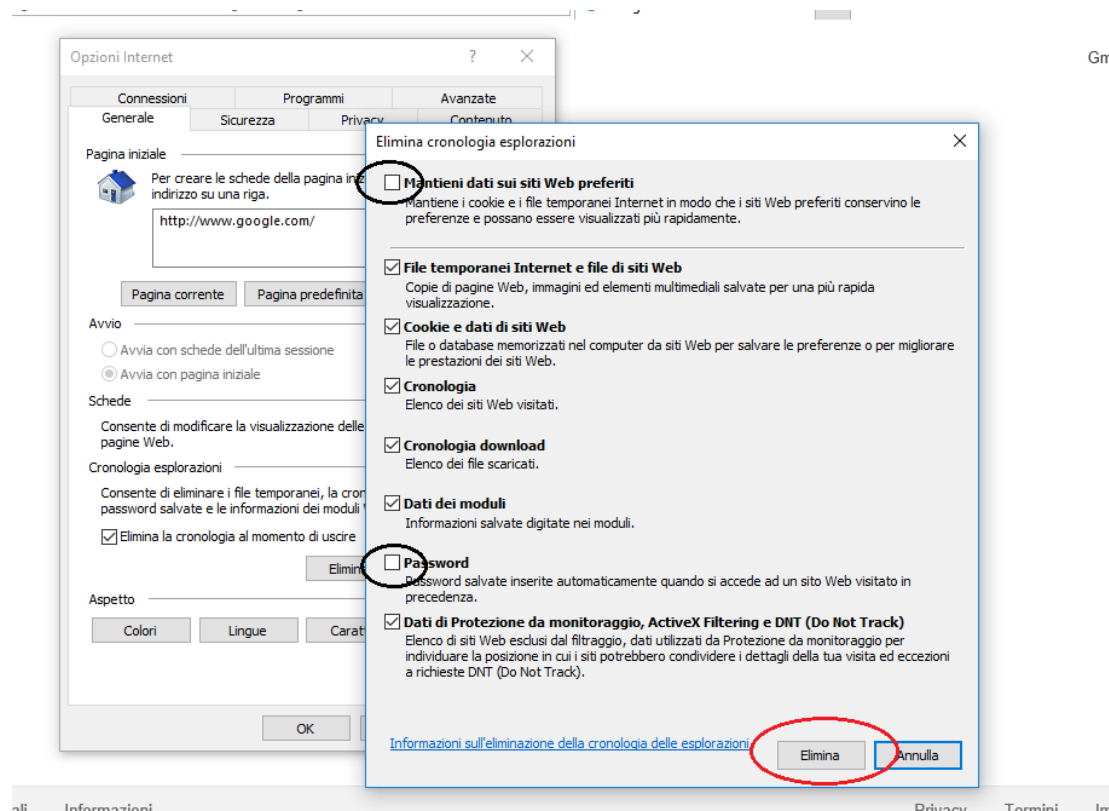 Gm
Opzioni Internet
?
Connessioni Programmi Avanzate
Generale Sicurezza Privacy Contenuto
Pagina iniziale
Per creare le schede della pagina iniz
indirizzo su una riga.
http://www.google.com/
Pagina corrente Pagina predefinita
Avvio
Avvia con schede dell'ultima sessione
Avvia con pagina iniziale
Schede
Consente di modificare la visualizzazione delle
pagine Web.
Cronologia esplorazioni
Consente di eliminare i file temporanei, la cron
password salvate e le informazioni dei moduli
Elimina la cronologia al momento di uscire
Elimin
Aspetto
Colori Lingue Caratt
OK
Elimina cronologia esplorazioni
Mantieni dati sui siti Web preferiti
Mantiene i cookie e i file temporanei Internet in modo che i siti Web preferiti conservino le
preferenze e possano essere visualizzati più rapidamente.
File temporanei Internet e file di siti Web
Copie di pagine Web, immagini ed elementi multimediali salvate per una più rapida
visualizzazione.
Cookie e dati di siti Web
File o database memorizzati nel computer da siti Web per salvare le preferenze o per migliorare
le prestazioni dei siti Web.
Cronologia
Elenco dei siti Web visitati.
Cronologia download
Elenco dei file scaricati.
Dati dei moduli
Informazioni salvate digitate nei moduli.
Password
Password salvate inserite automaticamente quando si accede ad un sito Web visitato in
precedenza.
Dati di Protezione da monitoraggio, ActiveX Filtering e DNT (Do Not Track)
Elenco di siti Web esclusi dal filtraggio, dati utilizzati da Protezione da monitoraggio per
individuare la posizione in cui i siti potrebbero condividere i dettagli della tua visita ed eccezioni
a richieste DNT (Do Not Track).
Informazioni sull'eliminazione della cronologia delle esplorazioni
Elimina Annulla
ali Informazioni Privacy Termini Im